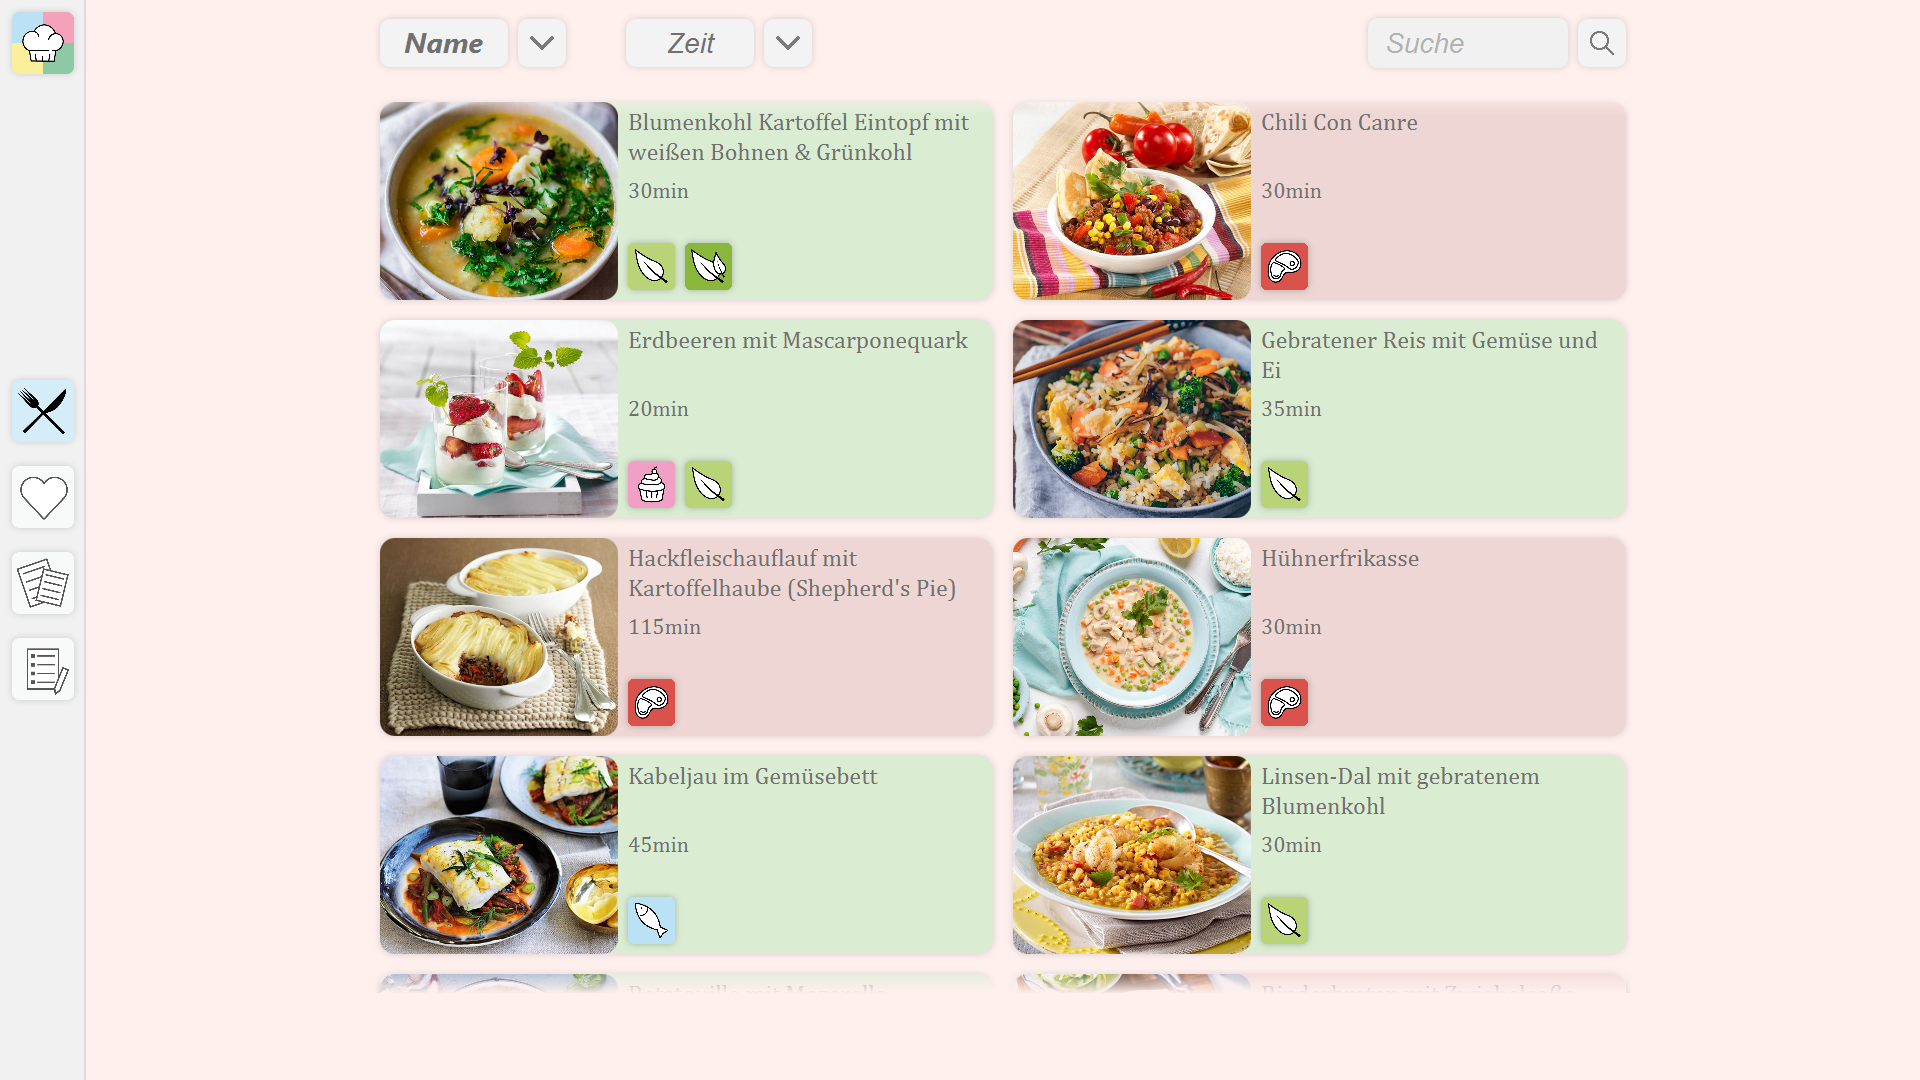 Name
Zeit
Suche
Blumenkohl Kartoffel Eintopf mit
weißen Bohnen & Grünkohl
30min
Chili Con Canre
30min
Erdbeeren mit Mascarponequark
20min
Gebratener Reis mit Gemüse und
Ei
35min
Hackfleischauflauf mit
Kartoffelhaube (Shepherd's Pie)
115min
Hühnerfrikasse
30min
Kabeljau im Gemüsebett
45min
Linsen-Dal mit gebratenem
Blumenkohl
30min